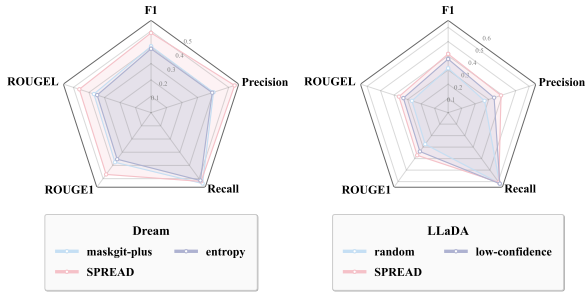 F1
0.5
0.4
0.3
0.2
0.1
ROUGEL
Precision
ROUGE1
Recall
Dream
maskgit-plus
entropy
SPREAD
F1
0.6
0.5
0.4
0.3
0.2
0.1
ROUGEL
Precision
ROUGE1
Recall
LLaDA
random
low-confidence
SPREAD